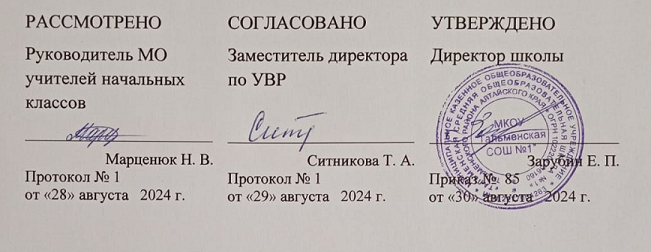 РАССМОТРЕНО
Руководитель МО
учителей начальных
классов
Марценюк Н. В.
Протокол № 1
от «28» августа 2024 г.
СОГЛАСОВАНО
Заместитель директора
по УВР
Ситникова Т. А.
Протокол № 1
от «29» августа 2024 г.
УТВЕРЖДЕНО
Директор школы
МКОУ
"Тальменская
СОШ №1"
Зарубин Е. П.
Приказ № 85
от «30» августа 2024 г.